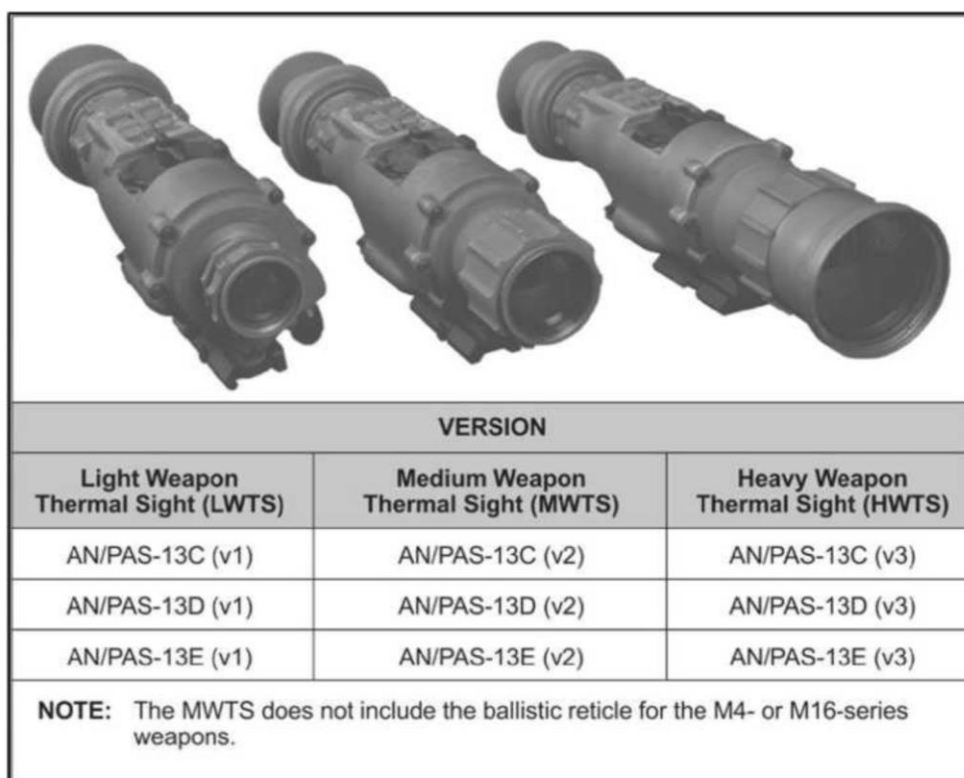 VERSION
Light Weapon
Thermal Sight (LWTS)
Medium Weapon
Thermal Sight (MWTS)
Heavy Weapon
Thermal Sight (HWTS)
AN/PAS-13C (v1)
AN/PAS-13C (v2)
AN/PAS-13C (v3)
AN/PAS-13D (v1)
AN/PAS-13D (v2)
AN/PAS-13D (v3)
AN/PAS-13E (v1)
AN/PAS-13E (v2)
AN/PAS-13E (v3)
NOTE: The MWTS does not include the ballistic reticle for the M4- or M16-series
weapons.